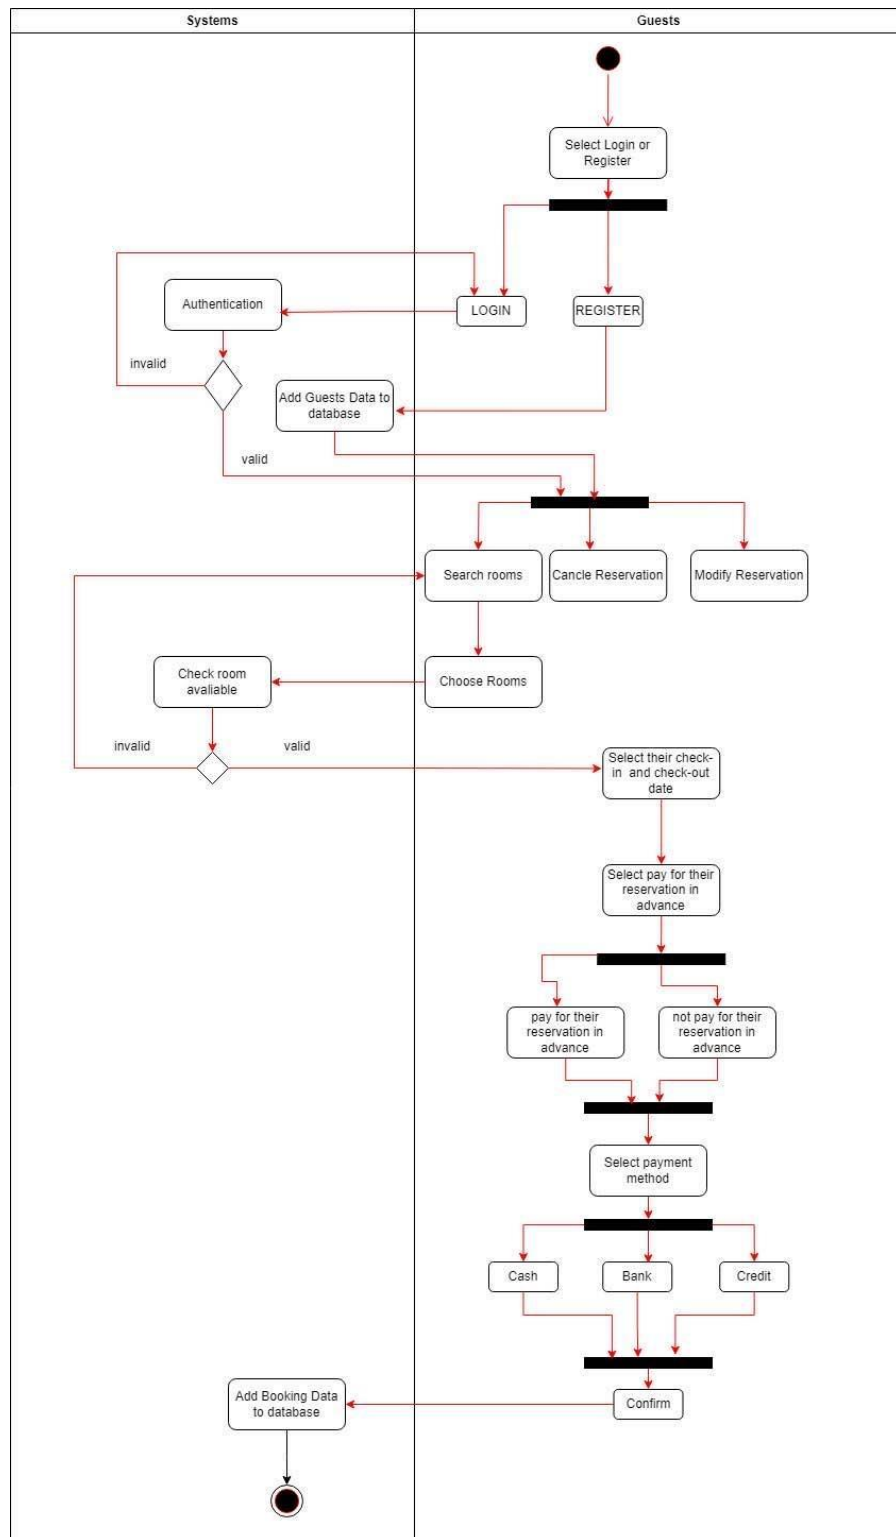 Systems
Guests
Select Login or
Register
Authentication
LOGIN
REGISTER
invalid
Add Guests Data to
database
valid
Search rooms
Cancle Reservation
Modify Reservation
Check room
avaliable
Choose Rooms
invalid
valid
Select their check-
in and check-out
date
Select pay for their
reservation in
advance
pay for their
reservation in
advance
not pay for their
reservation in
advance
Select payment
method
Cash
Bank
Credit
Add Booking Data
to database
Confirm